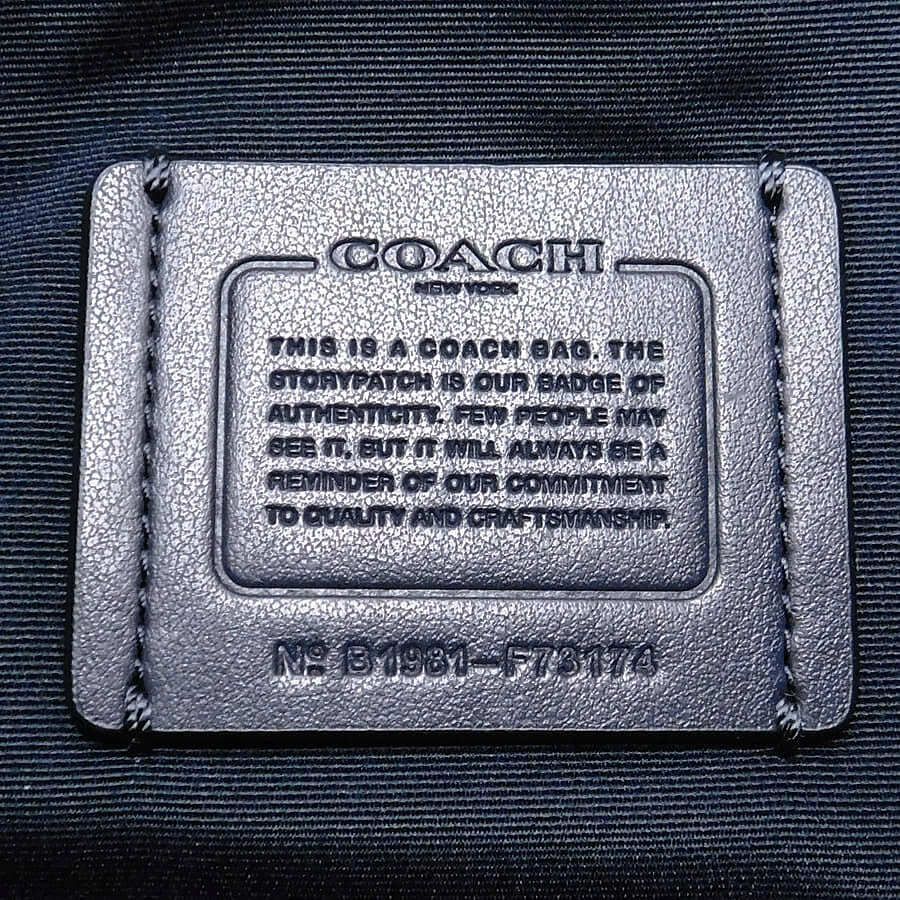 COACH
NEW YORK
THIS IS A COACH BAG. THE
STORYPATCH IS OUR BADGE OF
AUTHENTICITY. FEW PEOPLE MAY
SEE IT, BUT IT WILL ALWAYS BE A
REMINDER OF OUR COMMITMENT
TO QUALITY AND CRAFTSMANSHIP.
Nº B1981-F73174